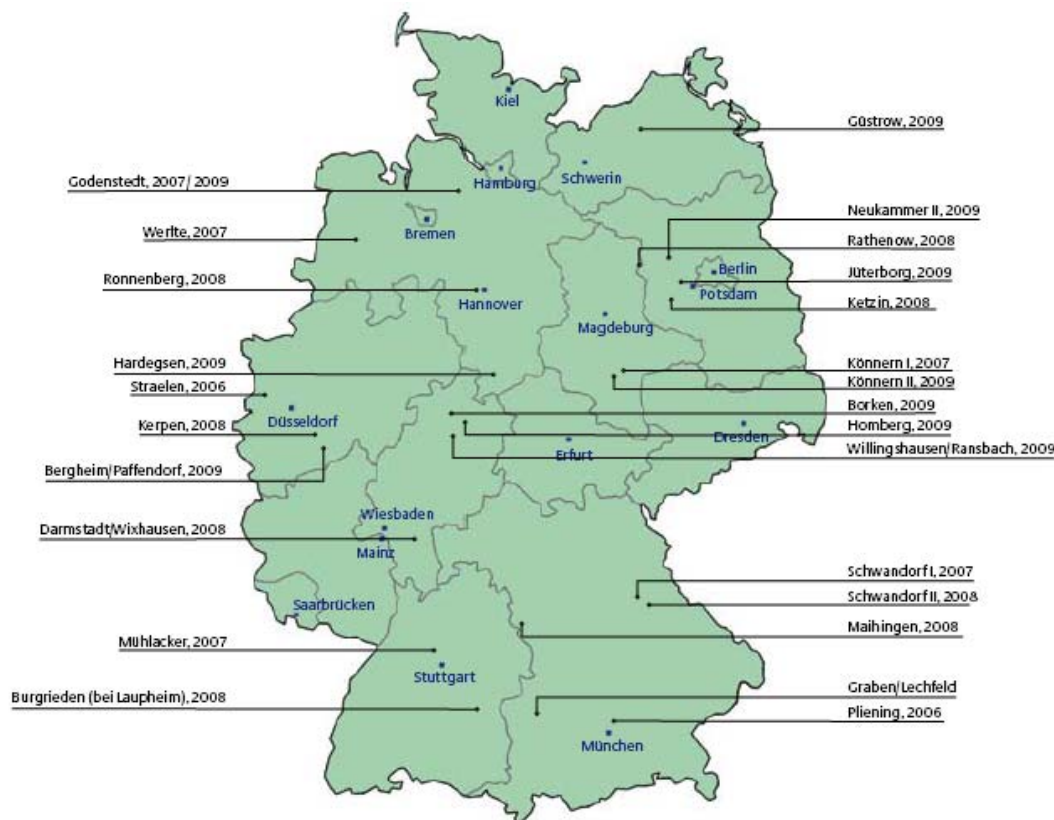 Kiel
Güstrow, 2009
Hamburg
Schwerin
Godenstedt, 2007/ 2009
Neukammer II, 2009
Bremen
Werlte, 2007
Rathenow, 2008
Berlin
Ronnenberg, 2008
Jüterborg, 2009
Potsdam
Hannover
Ketzin, 2008
Magdeburg
Hardegsen, 2009
Könnern I, 2007
Straelen, 2006
Könnern II, 2009
Borken, 2009
Düsseldorf
Kerpen, 2008
Homberg, 2009
Dresden
Erfurt
Willingshausen/Ransbach, 2009
Bergheim/Paffendorf, 2009
Wiesbaden
Darmstadt/Wixhausen, 2008
Mainz
Schwandorf I, 2007
Schwandorf II, 2008
Saarbrücken
Maihingen, 2008
Mühlacker, 2007
Stuttgart
Graben/Lechfeld
Burgrieden (bei Laupheim), 2008
Pliening, 2006
München